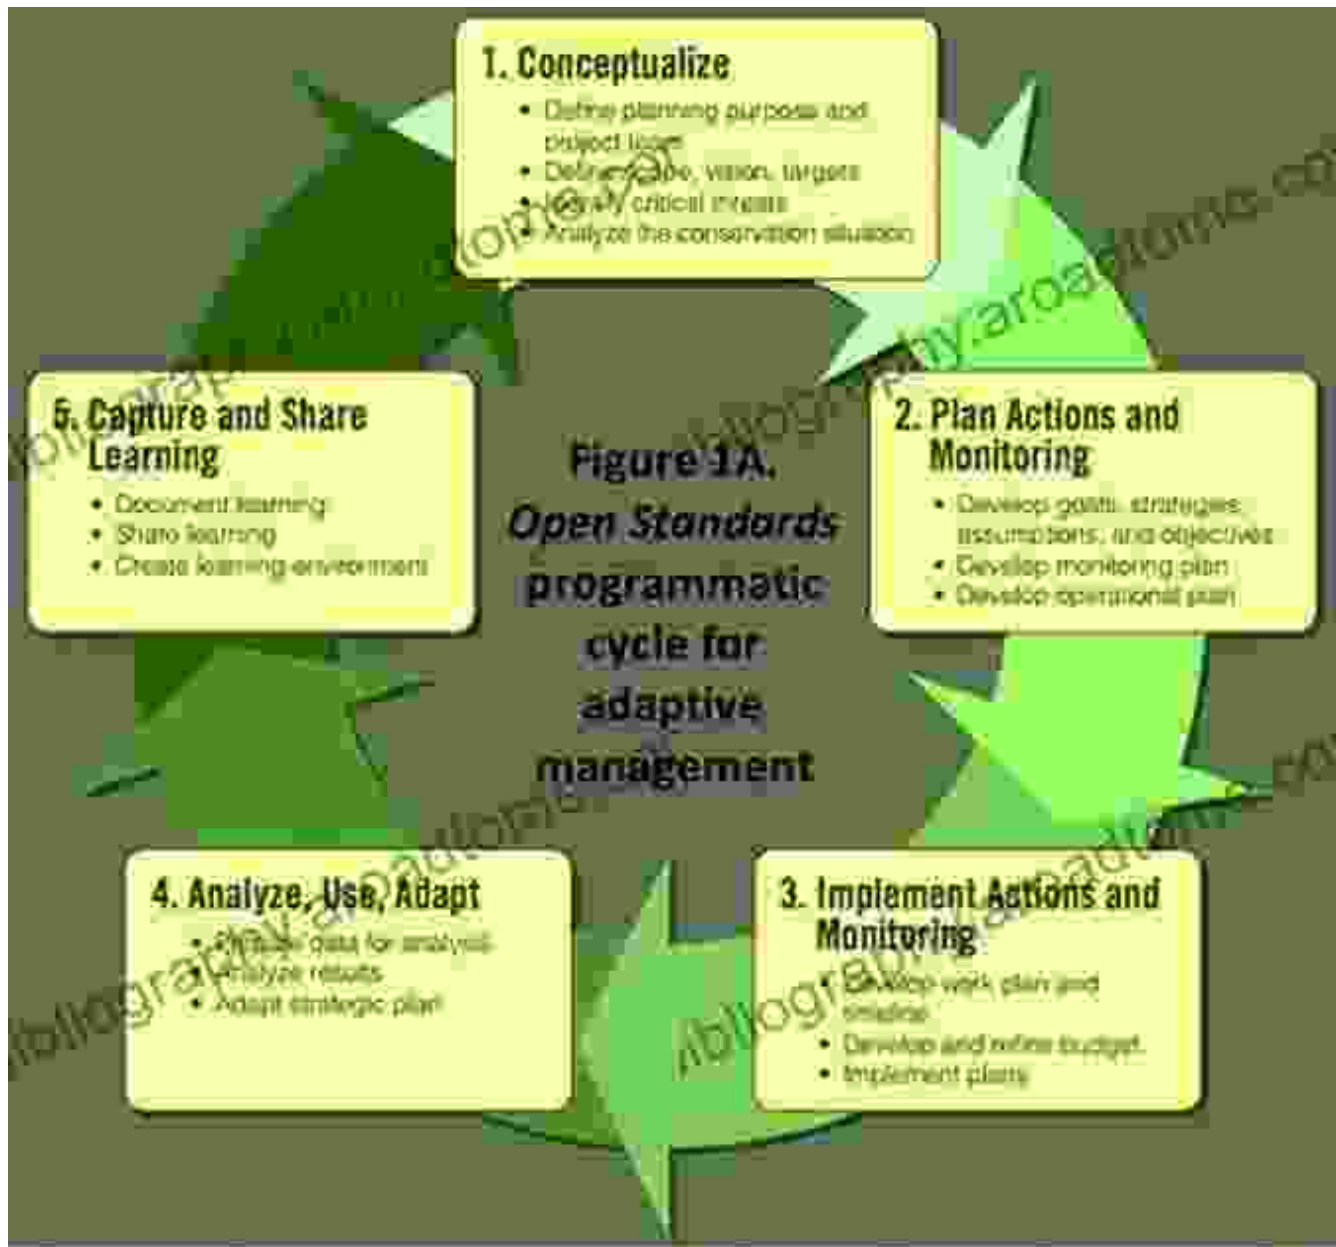 1. Conceptualize
• Define planning purpose and
project team
• Define scope, vision, targets
• Identify critical threats
• Analyze the conservation situation
2. Plan Actions and
Monitoring
• Develop goals, strategies,
assumptions, and objectives
• Develop monitoring plan
• Develop operational plan
3. Implement Actions and
Monitoring
• Develop work plan and
timeline
• Develop and refine budget
• Implement plans
4. Analyze, Use, Adapt
• data for analysis
• Analyze results
• Adapt strategic plan
5. Capture and Share
Learning
• Document learning
• Share learning
• Create learning environment
Figure 1A.
Open Standards
programmatic
cycle for
adaptive
management